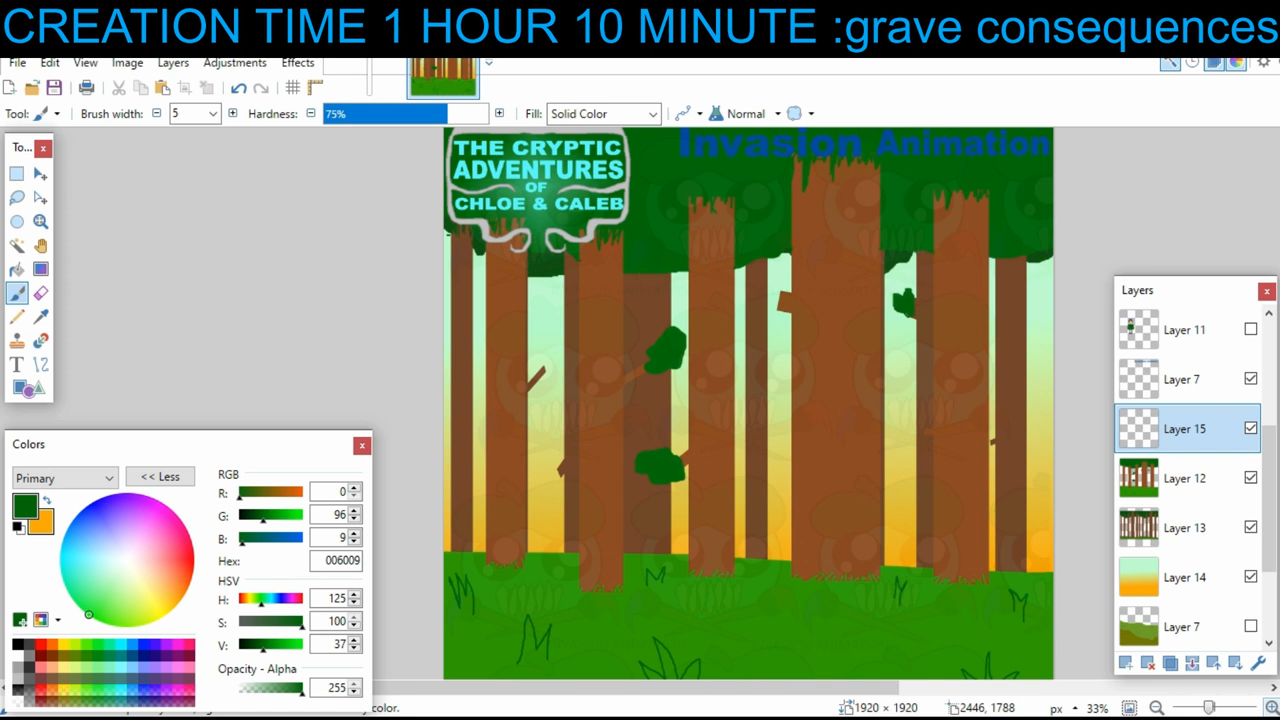 CREATION TIME 1 HOUR 10 MINUTE :grave consequences
File Edit View Image Layers Adjustments Effects
Tool: Brush width: 5 Hardness: 75% Fill: Solid Color Normal
To...
THE CRYPTIC
ADVENTURES
OF
CHLOE & CALEB
Invasion Animation
Layers
Layer 11
Layer 7
Layer 15
Layer 12
Layer 13
Layer 14
Layer 7
Colors
Primary
<< Less
RGB
R: 0
G: 96
B: 9
Hex: 006009
HSV
H: 125
S: 100
V: 37
Opacity - Alpha
255
color.
1920 × 1920
2446, 1788
px
33%